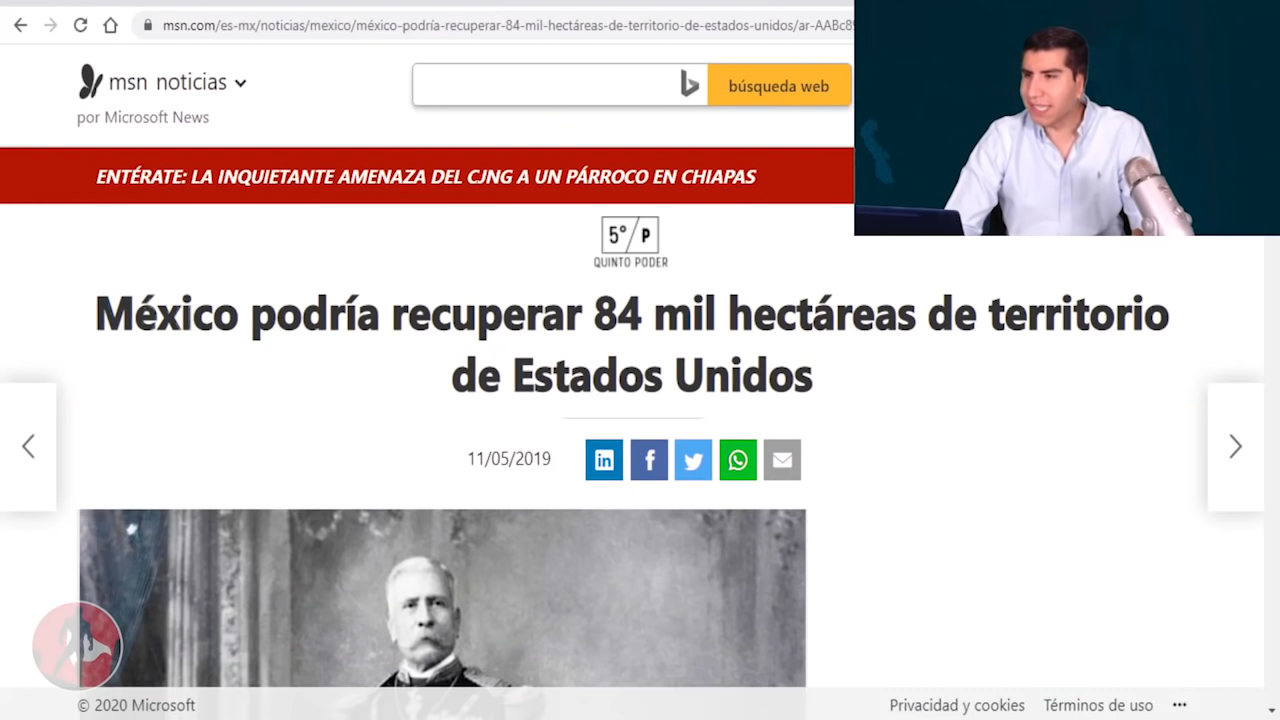 msn.com/es-mx/noticias/mexico/méxico-podría-recuperar-84-mil-hectáreas-de-territorio-de-estados-unidos/ar-AABc8
msn noticias
búsqueda web
por Microsoft News
ENTÉRATE: LA INQUIETANTE AMENAZA DEL CJNG A UN PÁRROCO EN CHIAPAS
5°/P
QUINTO PODER
México podría recuperar 84 mil hectáreas de territorio
de Estados Unidos
11/05/2019
© 2020 Microsoft
Privacidad y cookies
Términos de uso